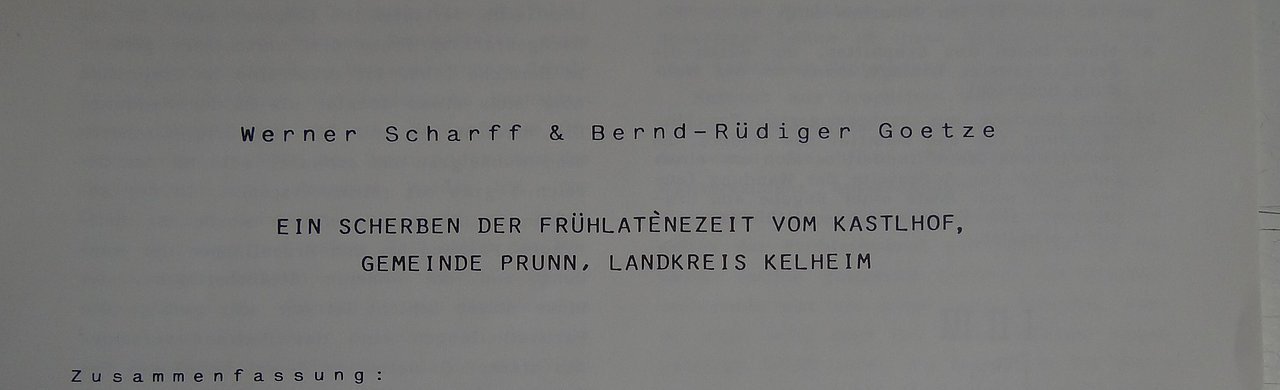 Werner Scharff & Bernd-Rüdiger Goetze
EIN SCHERBEN DER FRÜHLATÈNEZEIT VOM KASTLHOF,
GEMEINDE PRUNN, LANDKREIS KELHEIM
Zusammenfassung: